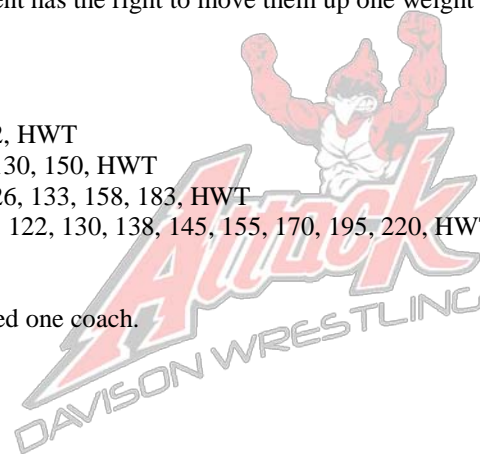 ent has the right to move them up one weight
2, HWT
130, 150, HWT
26, 133, 158, 183, HWT
122, 130, 138, 145, 155, 170, 195, 220, HWT
ed one coach.
Attack
DAVISON WRESTLING